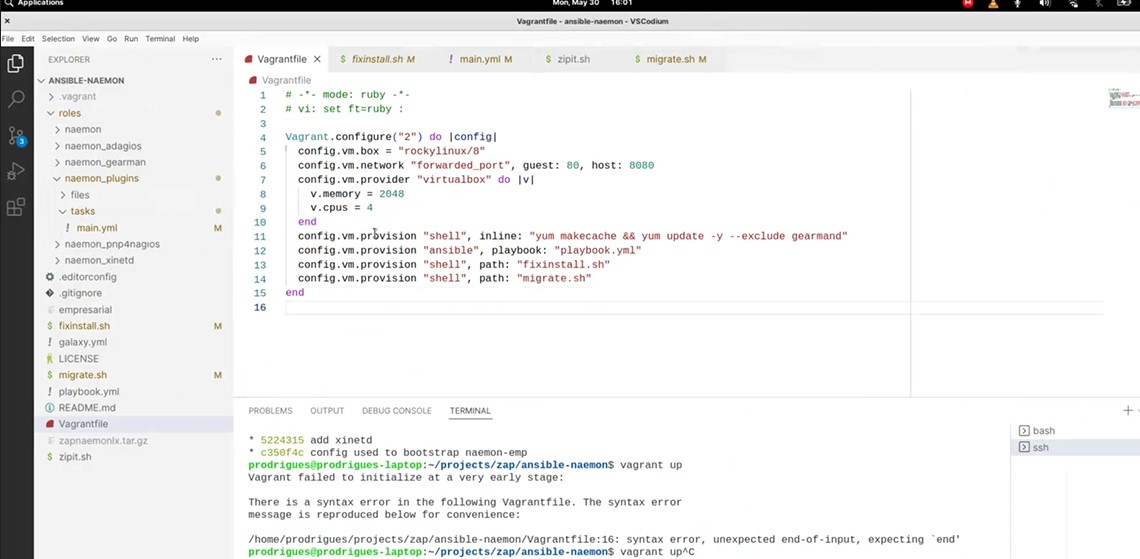 Applications
Mon, May 30 16:01
Vagrantfile - ansible-naemon - VSCodium
File Edit Selection View Go Run Terminal Help
EXPLORER ···
ANSIBLE-NAEMON
.vagrant
roles
naemon
naemon_adagios
naemon_gearman
naemon_plugins
files
tasks
! main.yml M
naemon_pnp4nagios
naemon_xinetd
.editorconfig
.gitignore
empresarial
$ fixinstall.sh M
! galaxy.yml
LICENSE
$ migrate.sh M
! playbook.yml
README.md
Vagrantfile
zapnaemonlx.tar.gz
$ zipit.sh
3
Vagrantfile × $ fixinstall.sh M ! main.yml M $ zipit.sh $ migrate.sh M
Vagrantfile
1 # -*- mode: ruby -*-
2 # vi: set ft=ruby :
3
4 Vagrant.configure("2") do |config|
5 config.vm.box = "rockylinux/8"
6 config.vm.network "forwarded_port", guest: 80, host: 8080
7 config.vm.provider "virtualbox" do |v|
8 v.memory = 2048
9 v.cpus = 4
10 end
11 config.vm.provision "shell", inline: "yum makecache && yum update -y --exclude gearmand"
12 config.vm.provision "ansible", playbook: "playbook.yml"
13 config.vm.provision "shell", path: "fixinstall.sh"
14 config.vm.provision "shell", path: "migrate.sh"
15 end
16
PROBLEMS OUTPUT DEBUG CONSOLE TERMINAL
* 5224315 add xinetd
* c350f4c config used to bootstrap naemon-emp
prodrigues@prodrigues-laptop:~/projects/zap/ansible-naemon$ vagrant up
Vagrant failed to initialize at a very early stage:
There is a syntax error in the following Vagrantfile. The syntax error
message is reproduced below for convenience:
/home/prodrigues/projects/zap/ansible-naemon/Vagrantfile:16: syntax error, unexpected end-of-input, expecting `end'
prodrigues@prodrigues-laptop:~/projects/zap/ansible-naemon$ vagrant up^C
bash
ssh